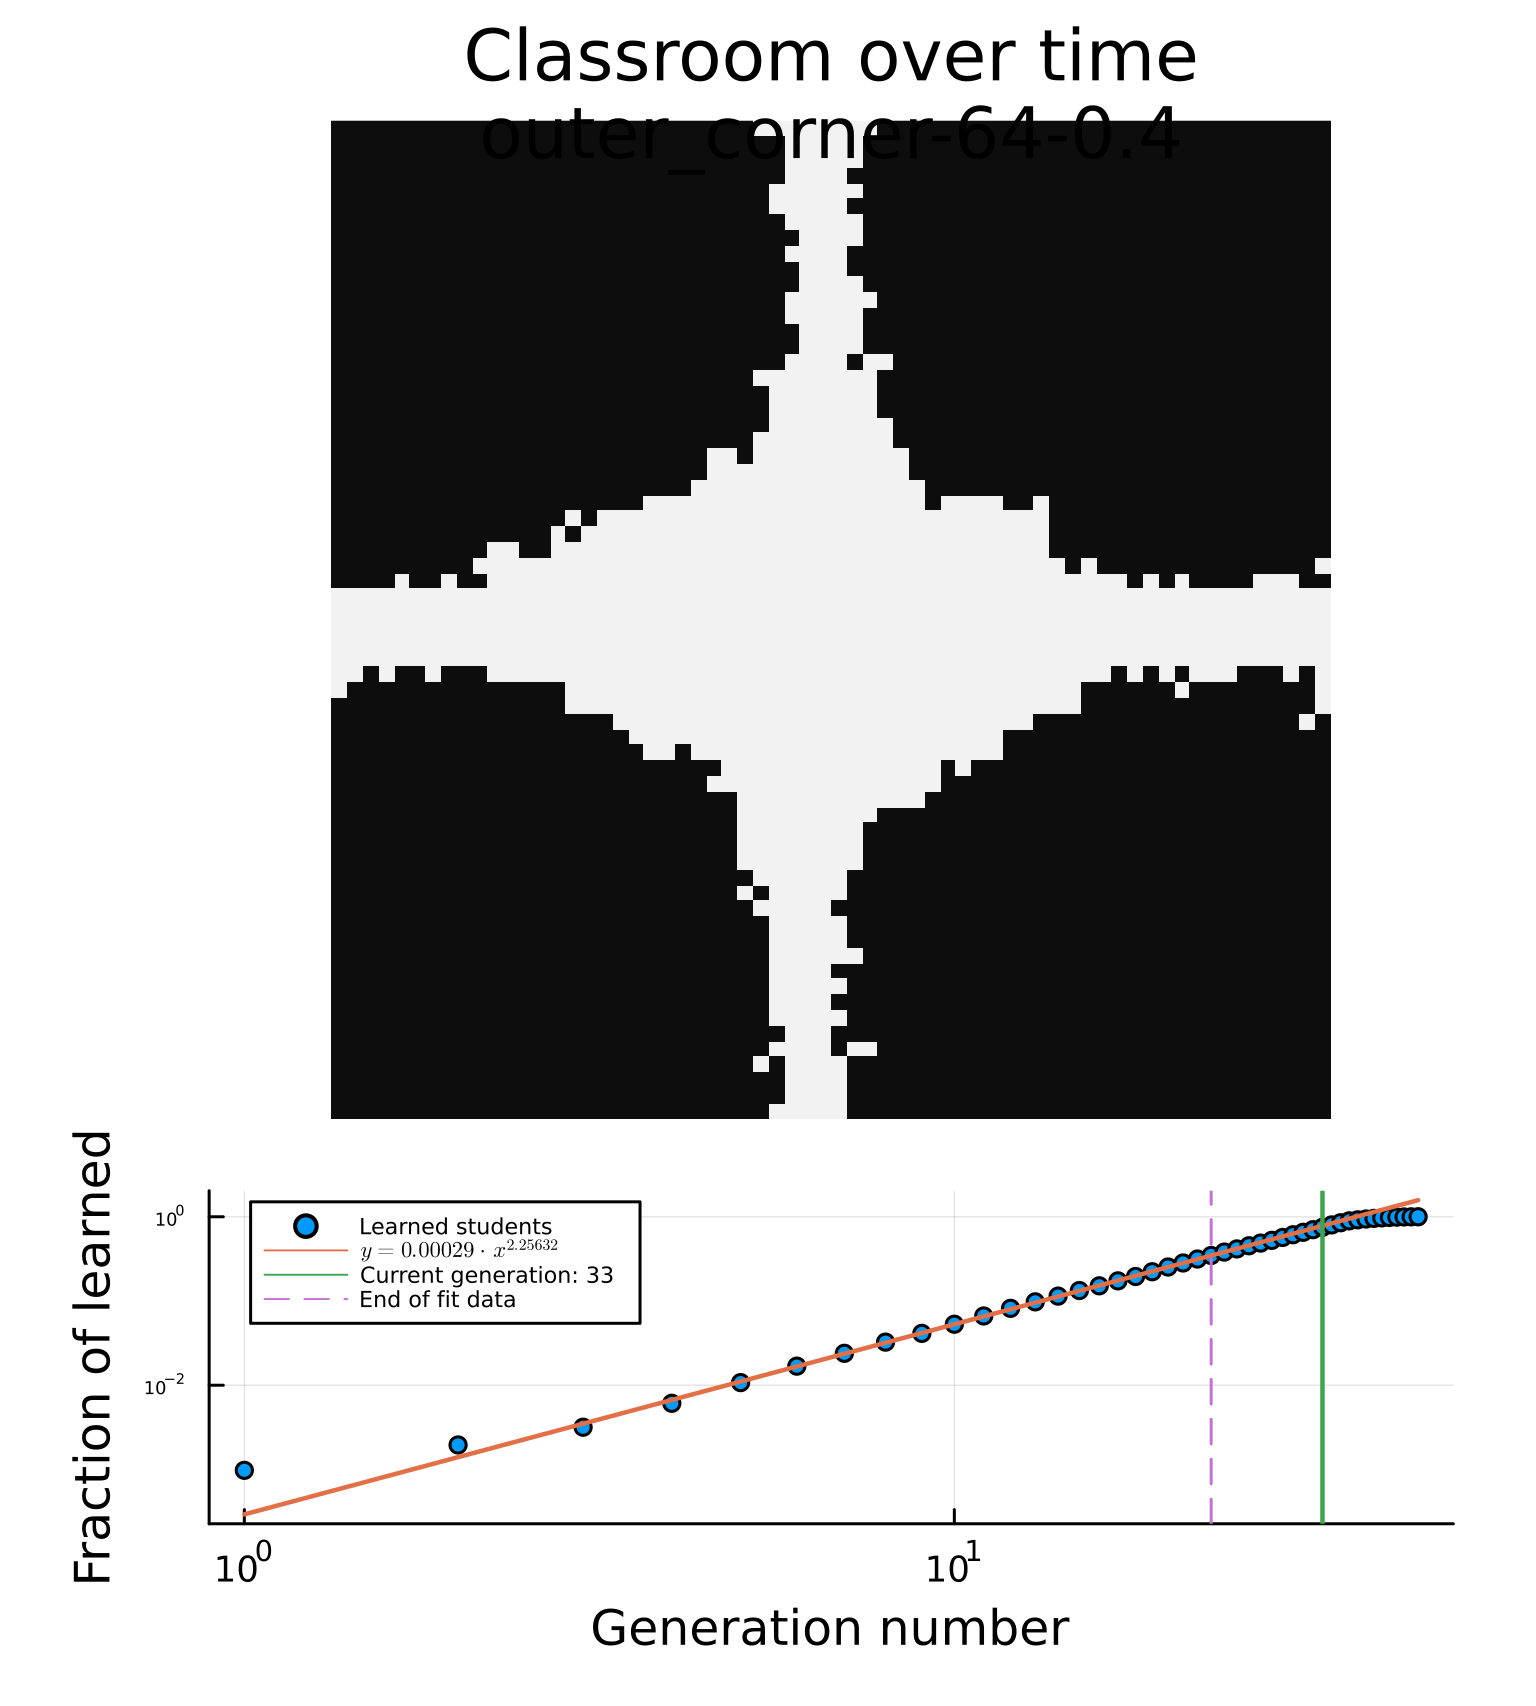 Classroom over time
outer_corner-64-0.4
Fraction of learned
10⁰
10⁻²
Learned students
y = 0.00029 · x^2.25632
Current generation: 33
End of fit data
10⁰
10¹
Generation number